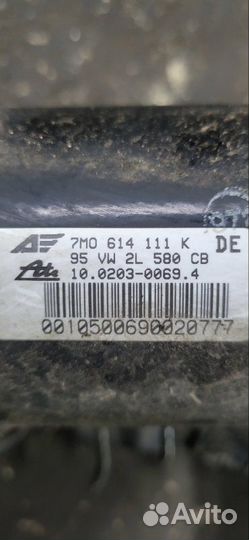 7M0 614 111 K DE
95 VW 2L 580 CB
Ate 10.0203-0069.4
0010500690020777
Avito